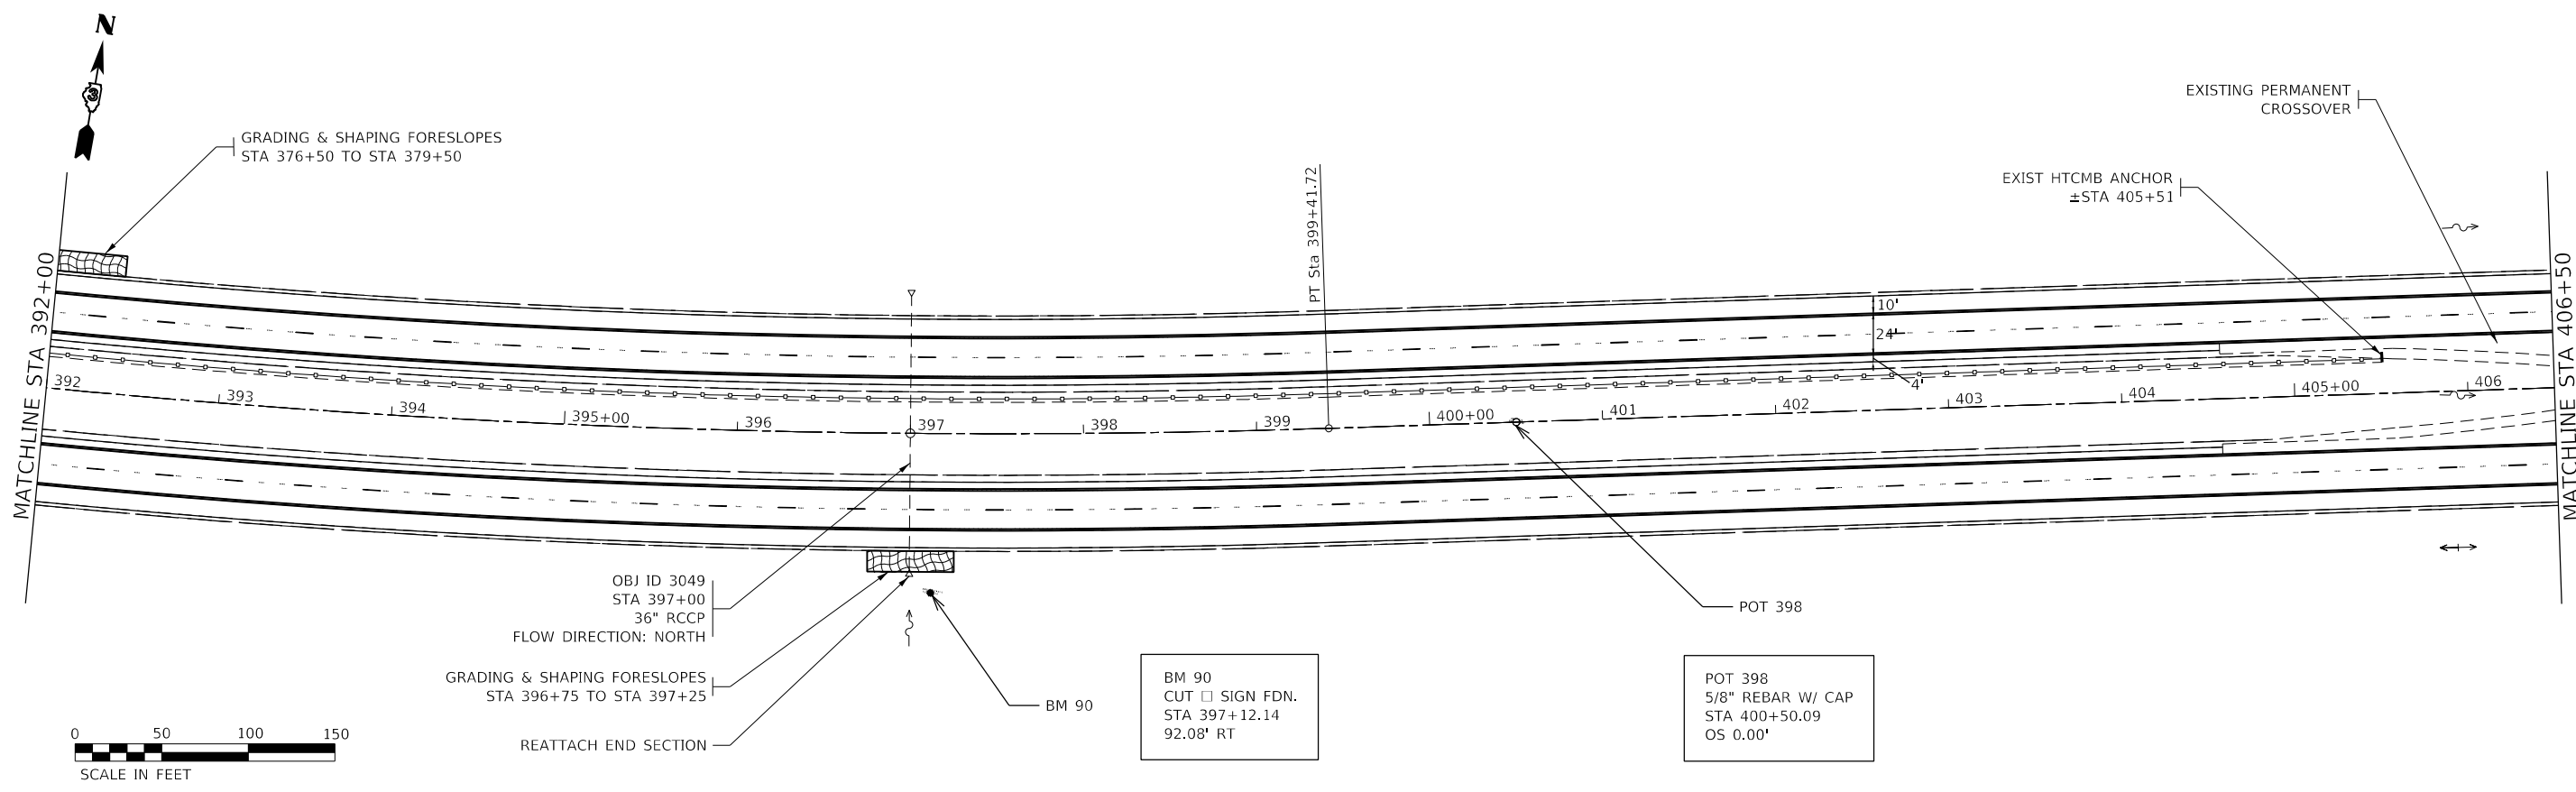 N
3
GRADING & SHAPING FORESLOPES
STA 376+50 TO STA 379+50
EXISTING PERMANENT
CROSSOVER
EXIST HTCMB ANCHOR
±STA 405+51
PT Sta 399+41.72
MATCHLINE STA 392+00
MATCHLINE STA 406+50
10'
24'
4'
392
393
394
395+00
396
397
398
399
400+00
401
402
403
404
405+00
406
OBJ ID 3049
STA 397+00
36" RCCP
FLOW DIRECTION: NORTH
GRADING & SHAPING FORESLOPES
STA 396+75 TO STA 397+25
REATTACH END SECTION
BM 90
POT 398
BM 90
CUT □ SIGN FDN.
STA 397+12.14
92.08' RT
POT 398
5/8" REBAR W/ CAP
STA 400+50.09
OS 0.00'
0 50 100 150
SCALE IN FEET